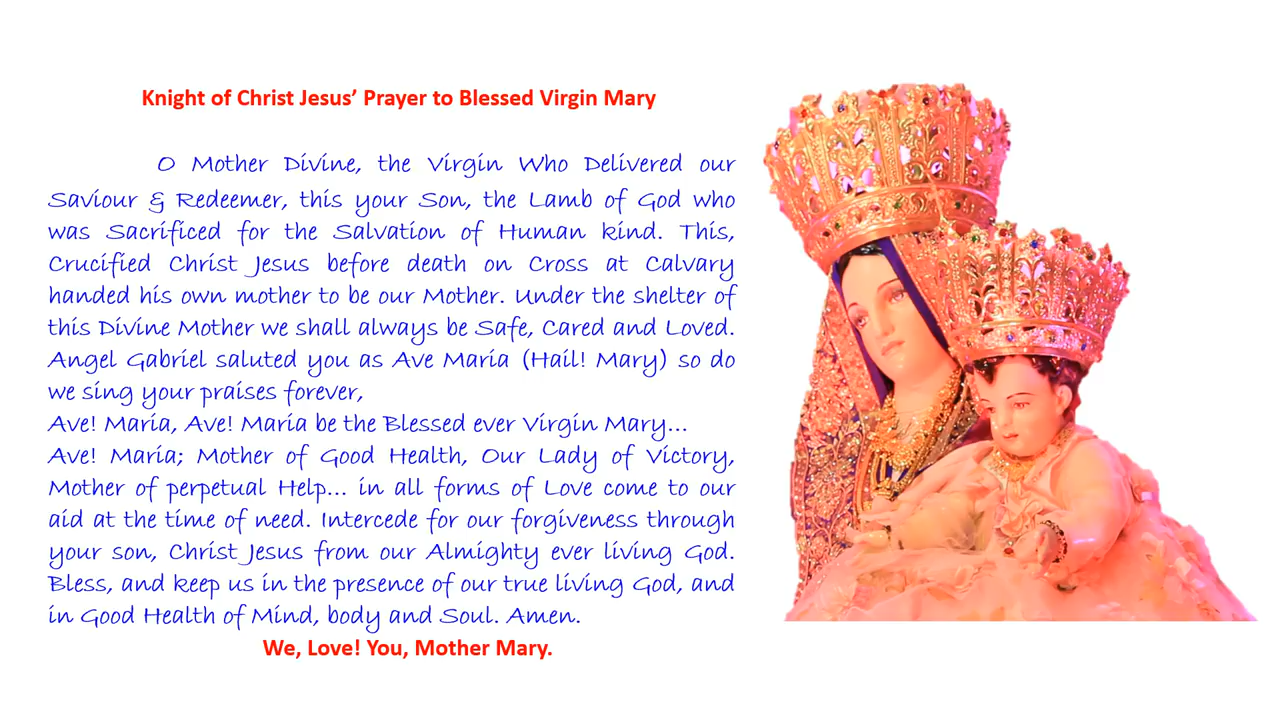 Knight of Christ Jesus’ Prayer to Blessed Virgin Mary
O Mother Divine, the Virgin Who Delivered our
Saviour & Redeemer, this your Son, the Lamb of God who
was Sacrificed for the Salvation of Human kind. This,
Crucified Christ Jesus before death on Cross at Calvary
handed his own mother to be our Mother. Under the shelter of
this Divine Mother we shall always be Safe, Cared and Loved.
Angel Gabriel saluted you as Ave Maria (Hail! Mary) so do
we sing your praises forever,
Ave! Maria, Ave! Maria be the Blessed ever Virgin Mary...
Ave! Maria; Mother of Good Health, Our Lady of Victory,
Mother of perpetual Help... in all forms of Love come to our
aid at the time of need. Intercede for our forgiveness through
your son, Christ Jesus from our Almighty ever living God.
Bless, and keep us in the presence of our true living God, and
in Good Health of Mind, body and Soul. Amen.
We, Love! You, Mother Mary.